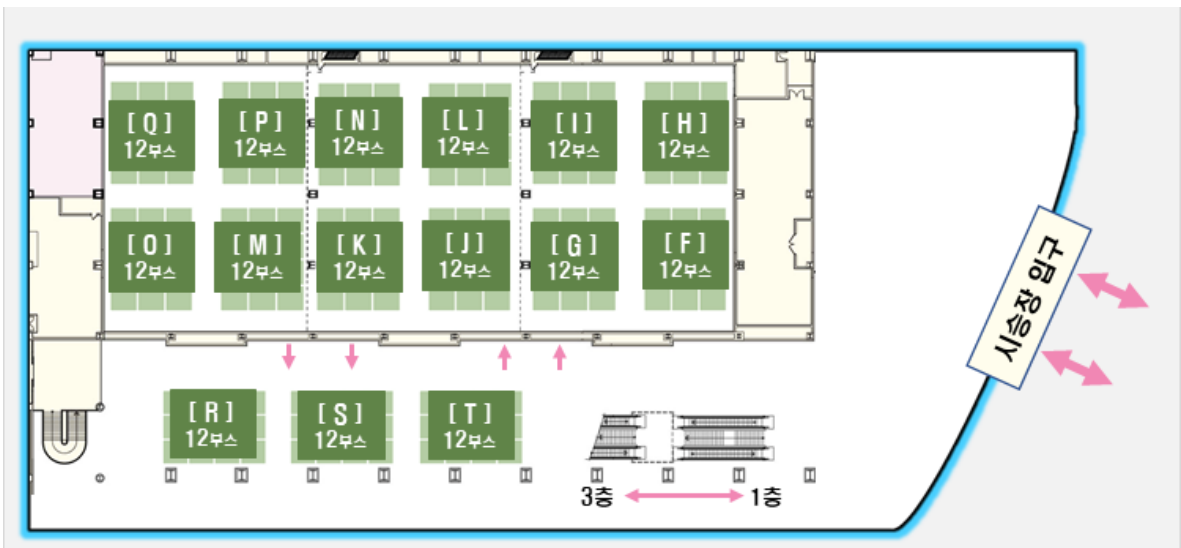 [ Q ]
12부스
[ P ]
12부스
[ N ]
12부스
[ L ]
12부스
[ I ]
12부스
[ H ]
12부스
[ O ]
12부스
[ M ]
12부스
[ K ]
12부스
[ J ]
12부스
[ G ]
12부스
[ F ]
12부스
시승장 입구
[ R ]
12부스
[ S ]
12부스
[ T ]
12부스
3층
1층